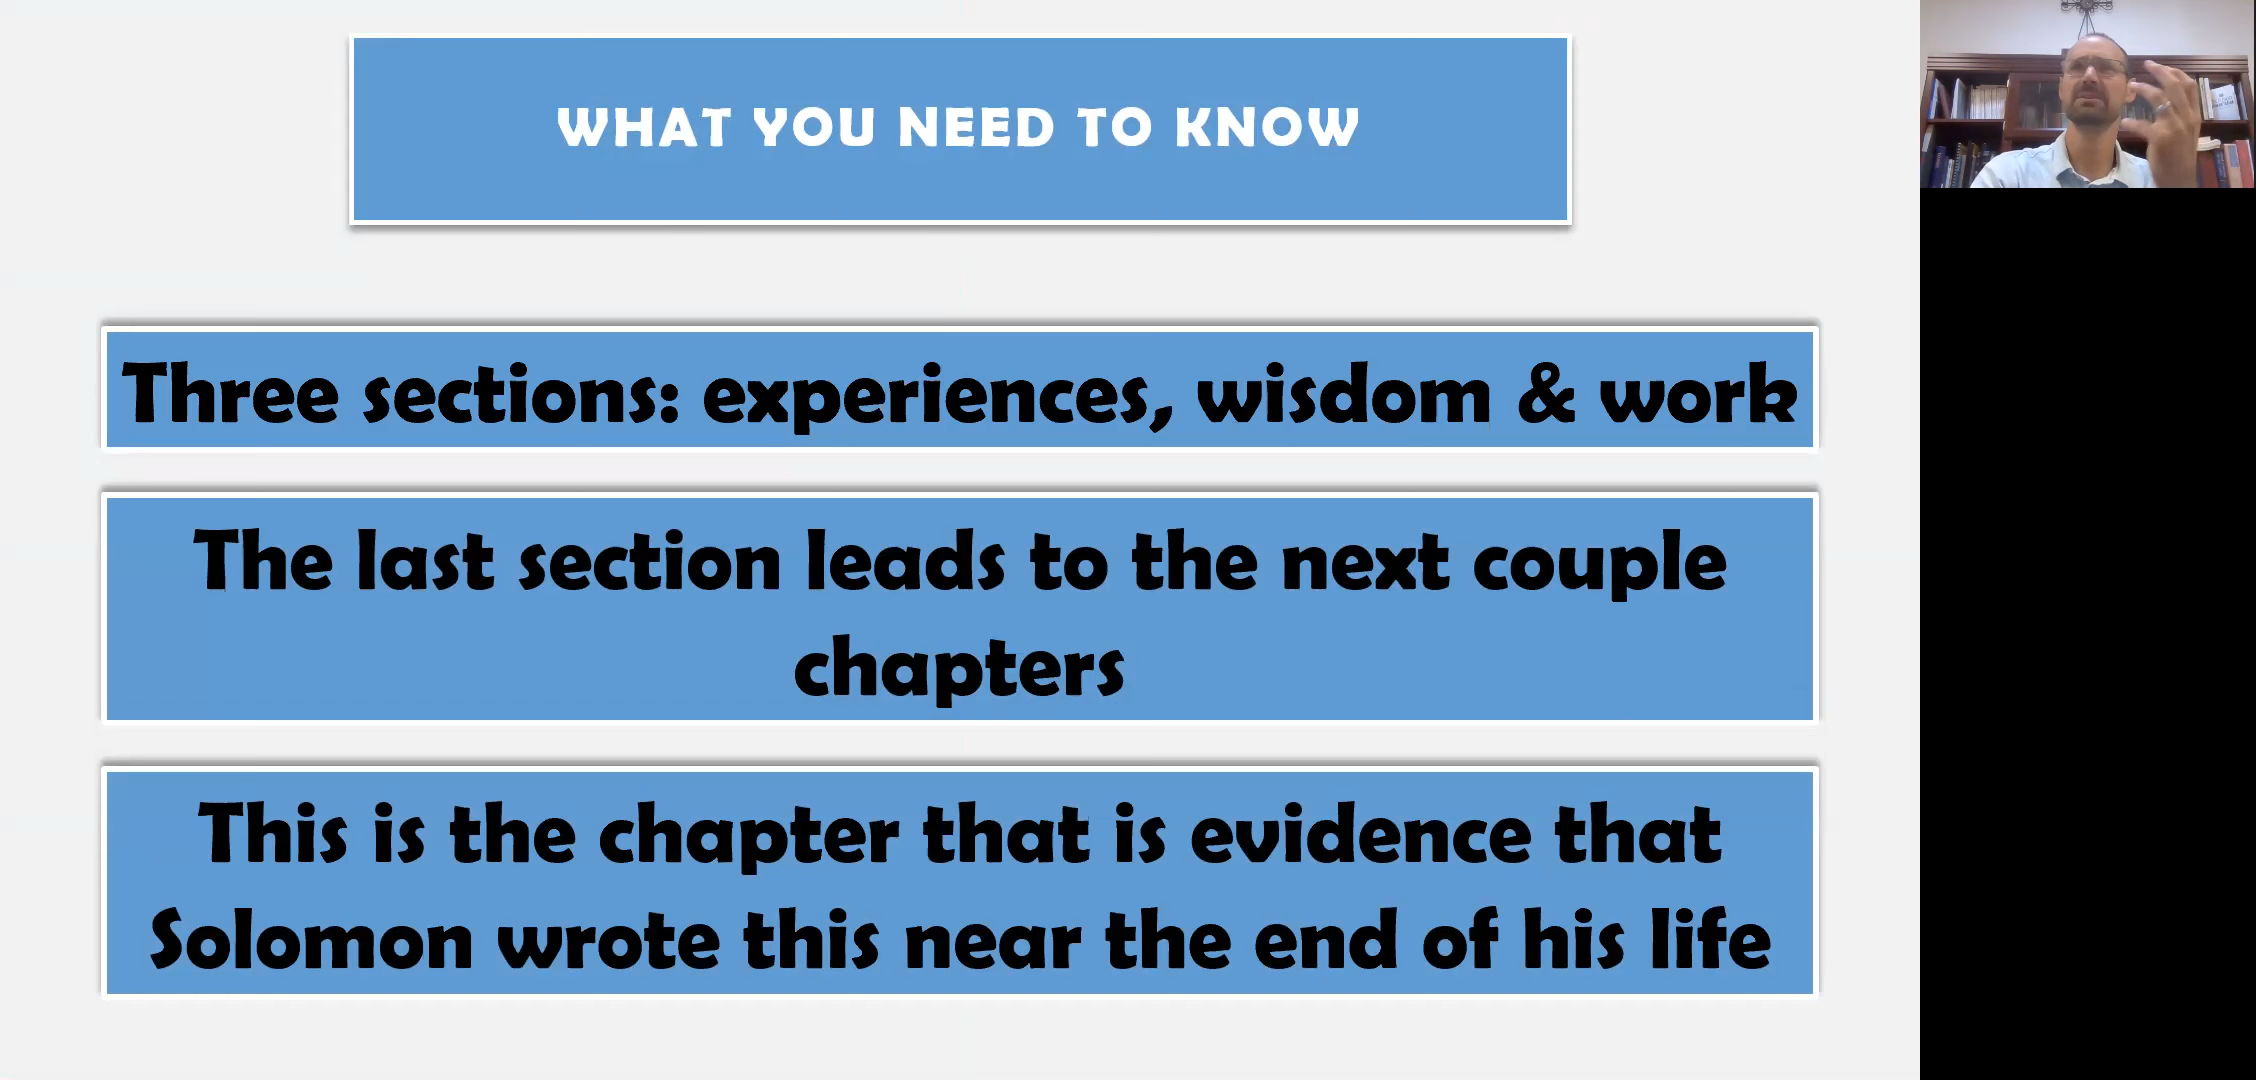 WHAT YOU NEED TO KNOW
Three sections: experiences, wisdom & work
The last section leads to the next couple
chapters
This is the chapter that is evidence that
Solomon wrote this near the end of his life